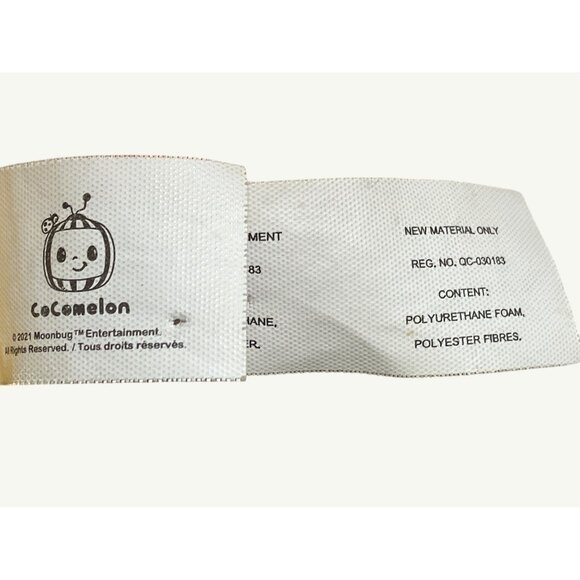 CoComelon
© 2021 Moonbug™ Entertainment.
All Rights Reserved. / Tous droits réservés.
MENT
83
ANE,
ER.
NEW MATERIAL ONLY
REG. NO. QC-030183
CONTENT:
POLYURETHANE FOAM,
POLYESTER FIBRES.